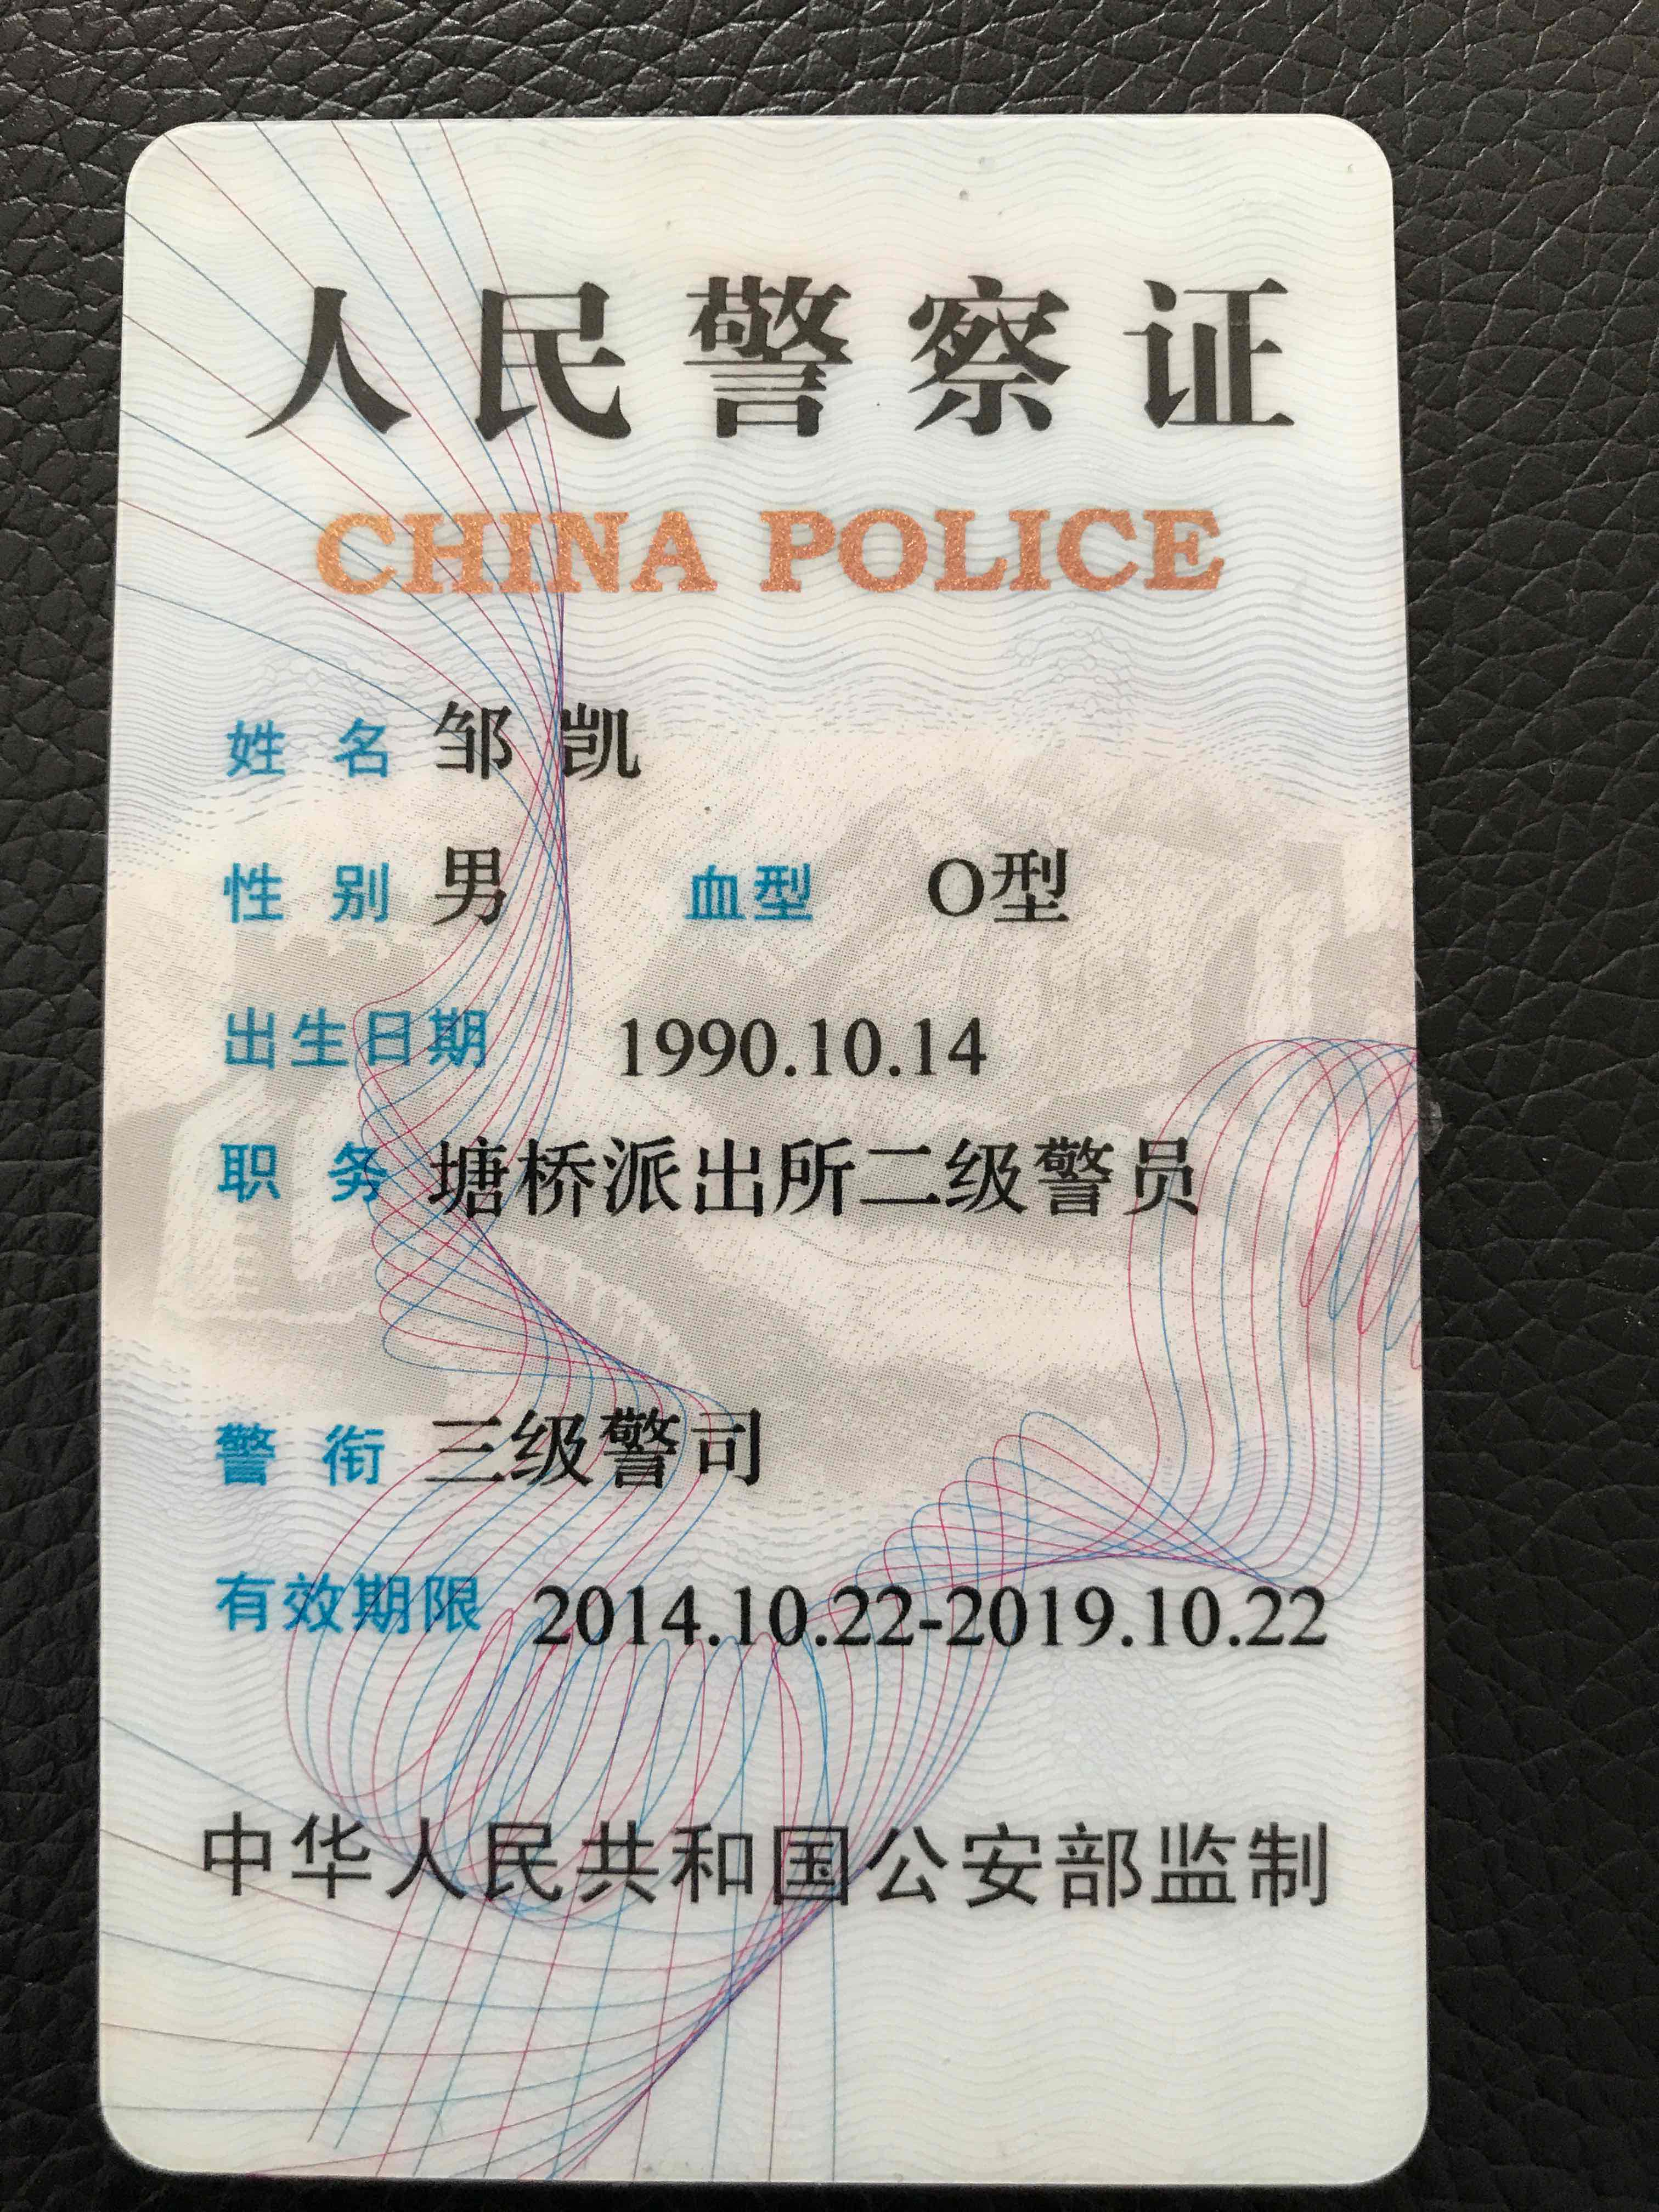 人民警察证
CHINA POLICE
姓名 邹凯
性别 男 血型 O型
出生日期 1990.10.14
职务 塘桥派出所二级警员
警衔 三级警司
有效期限 2014.10.22-2019.10.22
中华人民共和国公安部监制